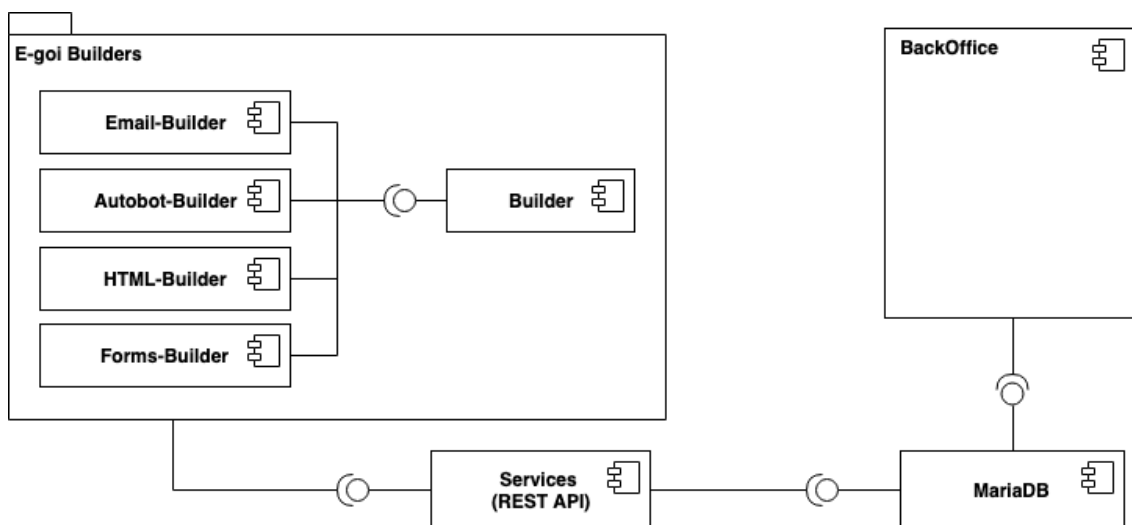 E-goi Builders
Email-Builder
Autobot-Builder
HTML-Builder
Forms-Builder
Builder
BackOffice
Services
(REST API)
MariaDB